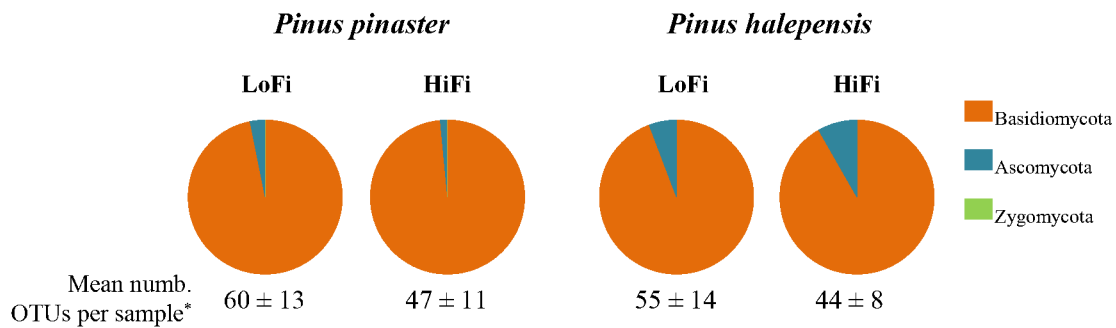 Pinus pinaster
Pinus halepensis
LoFi
HiFi
LoFi
HiFi
Basidiomycota
Ascomycota
Zygomycota
Mean numb.
OTUs per sample*
60 ± 13
47 ± 11
55 ± 14
44 ± 8